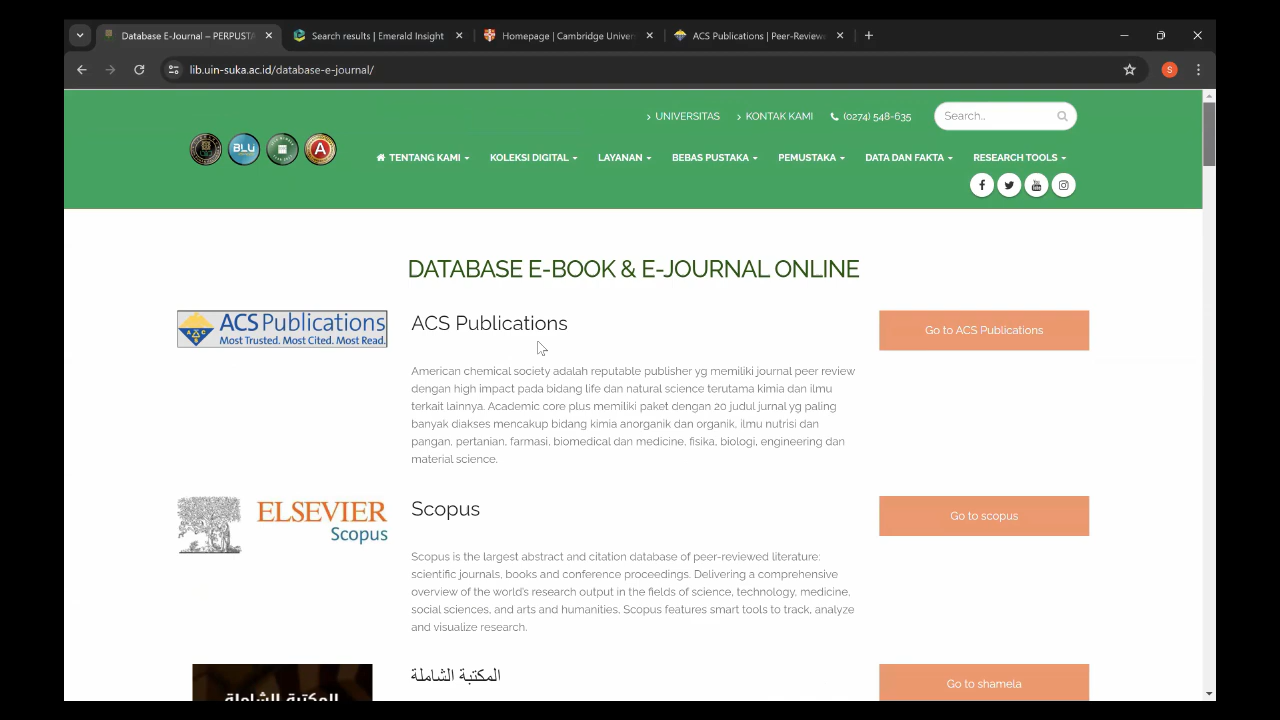 Database E-Journal – PERPUST
Search results | Emerald Insight
Homepage | Cambridge Univer
ACS Publications | Peer-Reviewe
lib.uin-suka.ac.id/database-e-journal/
S
UNIVERSITAS
KONTAK KAMI
(0274) 548-635
Search..
BLU
A
TENTANG KAMI
KOLEKSI DIGITAL
LAYANAN
BEBAS PUSTAKA
PEMUSTAKA
DATA DAN FAKTA
RESEARCH TOOLS
DATABASE E-BOOK & E-JOURNAL ONLINE
ACS Publications
Most Trusted. Most Cited. Most Read.
ACS Publications
Go to ACS Publications
American chemical society adalah reputable publisher yg memiliki journal peer review
dengan high impact pada bidang life dan natural science terutama kimia dan ilmu
terkait lainnya. Academic core plus memiliki paket dengan 20 judul jurnal yg paling
banyak diakses mencakup bidang kimia anorganik dan organik, ilmu nutrisi dan
pangan, pertanian, farmasi, biomedical dan medicine, fisika, biologi, engineering dan
material science.
ELSEVIER
Scopus
Scopus
Go to scopus
Scopus is the largest abstract and citation database of peer-reviewed literature:
scientific journals, books and conference proceedings. Delivering a comprehensive
overview of the world's research output in the fields of science, technology, medicine,
social sciences, and arts and humanities. Scopus features smart tools to track, analyze
and visualize research.
المكتبة الشاملة
المكتبة الشاملة
Go to shamela